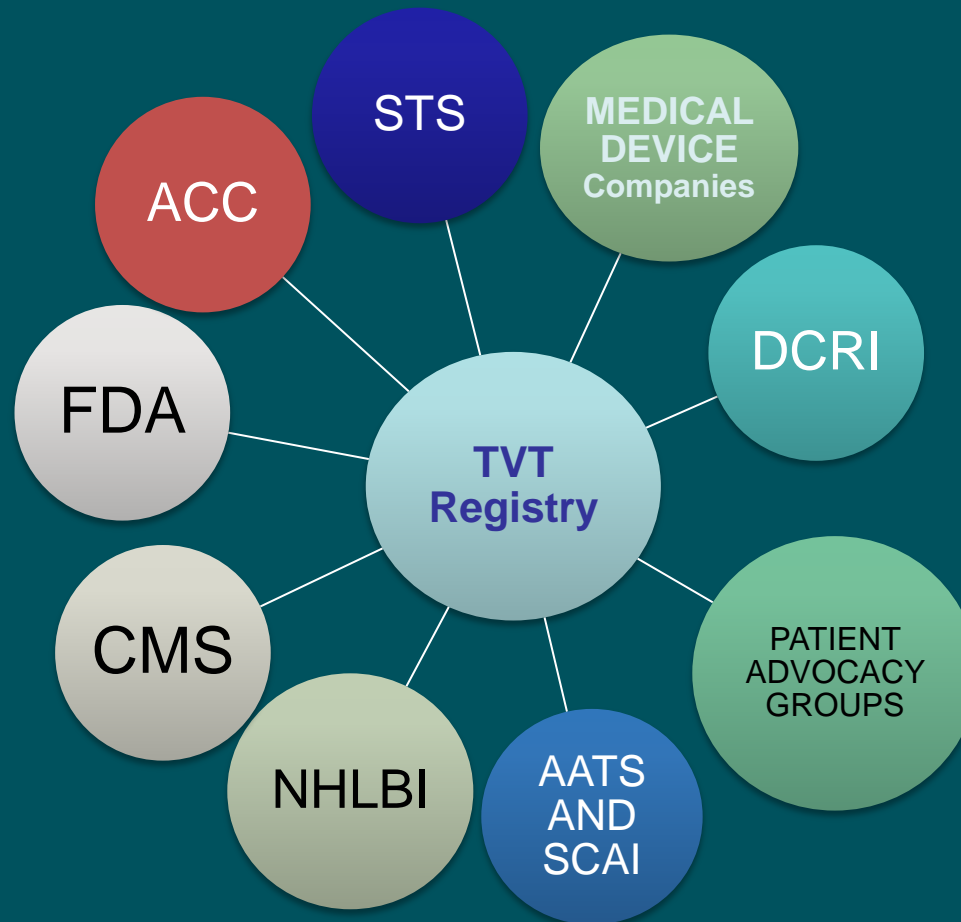 STS
MEDICAL
DEVICE
Companies
ACC
DCRI
FDA
TVT
Registry
CMS
PATIENT
ADVOCACY
GROUPS
NHLBI
AATS
AND
SCAI